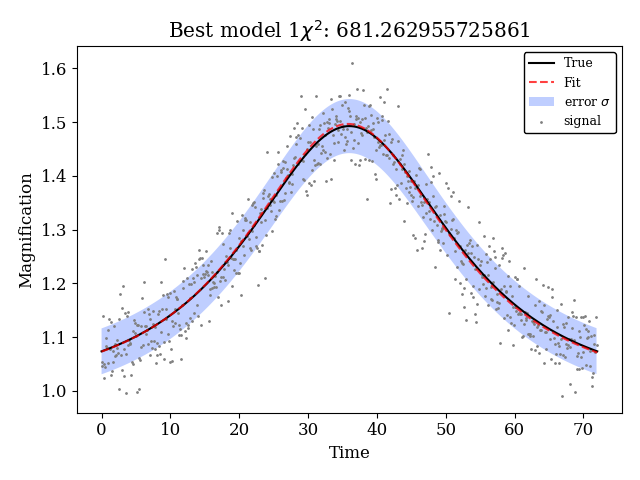 Best model 1χ²: 681.262955725861
True
Fit
error σ
signal
Magnification
1.6
1.5
1.4
1.3
1.2
1.1
1.0
0 10 20 30 40 50 60 70
Time